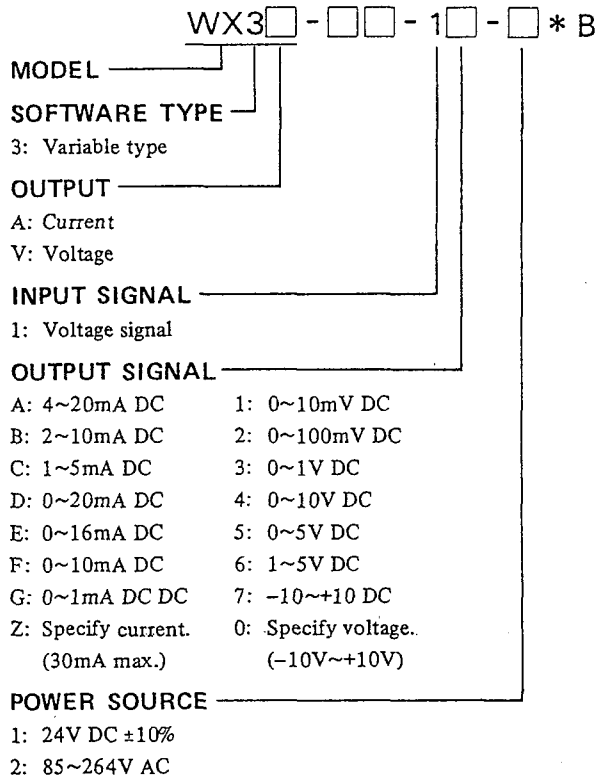 WX3□-□□-1□-□*B
MODEL
SOFTWARE TYPE
3: Variable type
OUTPUT
A: Current
V: Voltage
INPUT SIGNAL
1: Voltage signal
OUTPUT SIGNAL
A: 4~20mA DC 1: 0~10mV DC
B: 2~10mA DC 2: 0~100mV DC
C: 1~5mA DC 3: 0~1V DC
D: 0~20mA DC 4: 0~10V DC
E: 0~16mA DC 5: 0~5V DC
F: 0~10mA DC 6: 1~5V DC
G: 0~1mA DC DC 7: −10~+10 DC
Z: Specify current. 0: Specify voltage.
(30mA max.) (−10V~+10V)
POWER SOURCE
1: 24V DC ±10%
2: 85~264V AC